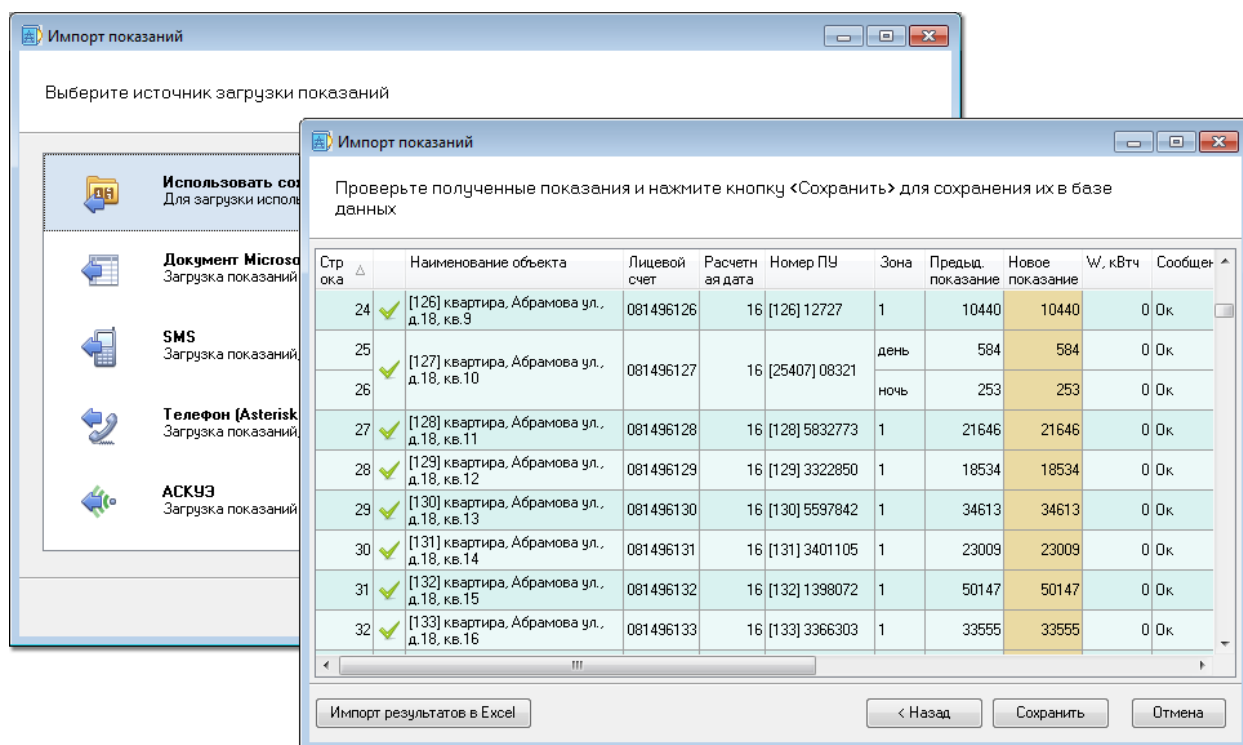 Импорт показаний
Выберите источник загрузки показаний
Использовать
Для загрузки
Документ
Загрузка показаний
SMS
Загрузка показаний,
Телефон (Asterisk
Загрузка показаний,
АСКУЭ
Загрузка показаний
Импорт показаний
Проверьте полученные показания и нажмите кнопку <Сохранить> для сохранения их в базе
данных
Стр Наименование объекта Лицевой Расчетн Номер ПУ Зона Предыд. Новое W, кВтч Сообщен
ока счет ая дата показание показание
24 [126] квартира, Абрамова ул., 081496126 16 [126] 12727 1 10440 10440 0 Ок
д.18, кв.9
25 [127] квартира, Абрамова ул., 081496127 16 [25407] 08321 день 584 584 0 Ок
26 д.18, кв.10 ночь 253 253 0 Ок
27 [128] квартира, Абрамова ул., 081496128 16 [128] 5832773 1 21646 21646 0 Ок
д.18, кв.11
28 [129] квартира, Абрамова ул., 081496129 16 [129] 3322850 1 18534 18534 0 Ок
д.18, кв.12
29 [130] квартира, Абрамова ул., 081496130 16 [130] 5597842 1 34613 34613 0 Ок
д.18, кв.13
30 [131] квартира, Абрамова ул., 081496131 16 [131] 3401105 1 23009 23009 0 Ок
д.18, кв.14
31 [132] квартира, Абрамова ул., 081496132 16 [132] 1398072 1 50147 50147 0 Ок
д.18, кв.15
32 [133] квартира, Абрамова ул., 081496133 16 [133] 3366303 1 33555 33555 0 Ок
д.18, кв.16
Импорт результатов в Excel < Назад Сохранить Отмена